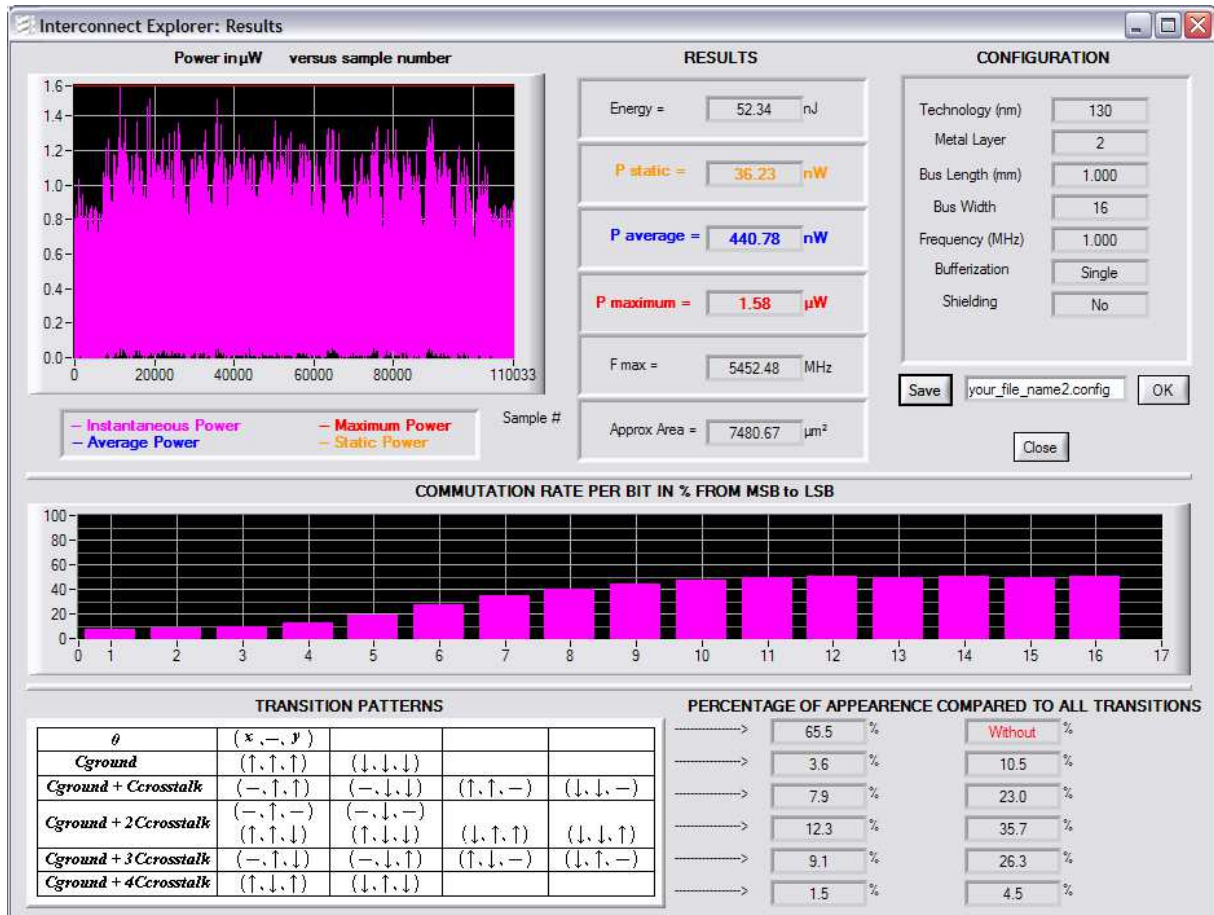 Interconnect Explorer: Results
Power in µW versus sample number
1.6
1.4
1.2
1.0
0.8
0.6
0.4
0.2
0.0
0 20000 40000 60000 80000 110033
Sample #
Instantaneous Power
Maximum Power
Average Power
Static Power
RESULTS
Energy = 52.34 nJ
P static = 36.23 nW
P average = 440.78 nW
P maximum = 1.58 µW
F max = 5452.48 MHz
Approx Area = 7480.67 µm²
CONFIGURATION
Technology (nm) 130
Metal Layer 2
Bus Length (mm) 1.000
Bus Width 16
Frequency (MHz) 1.000
Bufferization Single
Shielding No
Save your_file_name2.config OK
Close
COMMUTATION RATE PER BIT IN % FROM MSB to LSB
100
80
60
40
20
0
0 1 2 3 4 5 6 7 8 9 10 11 12 13 14 15 16 17
TRANSITION PATTERNS
0 (x,–,y)
Cground (↑,↑,↑) (↓,↓,↓)
Cground + Ccrosstalk (–,↑,↑) (–,↓,↓) (↑,↑,–) (↓,↓,–)
(–,↑,–) (–,↓,–)
Cground + 2Ccrosstalk
(↑,↑,↓) (↑,↓,↓) (↓,↑,↑) (↓,↓,↑)
Cground + 3Ccrosstalk (–,↑,↓) (–,↓,↑) (↑,↓,–) (↓,↑,–)
Cground + 4Ccrosstalk (↑,↓,↑) (↓,↑,↓)
PERCENTAGE OF APPEARENCE COMPARED TO ALL TRANSITIONS
----------> 65.5 % Without %
----------> 3.6 % 10.5 %
----------> 7.9 % 23.0 %
----------> 12.3 % 35.7 %
----------> 9.1 % 26.3 %
----------> 1.5 % 4.5 %